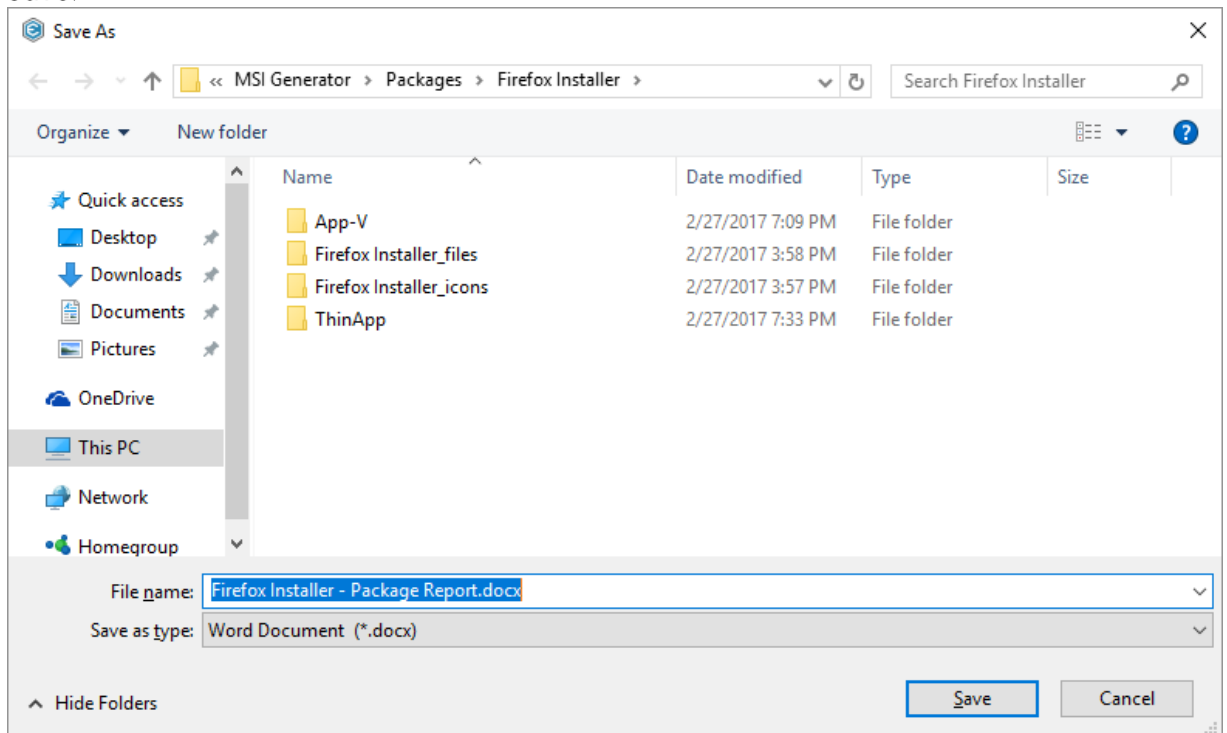 Save As
« MSI Generator > Packages > Firefox Installer >
Search Firefox Installer
Organize New folder
Name Date modified Type Size
Quick access
Desktop
Downloads
Documents
Pictures
OneDrive
This PC
Network
Homegroup
App-V 2/27/2017 7:09 PM File folder
Firefox Installer_files 2/27/2017 3:58 PM File folder
Firefox Installer_icons 2/27/2017 3:57 PM File folder
ThinApp 2/27/2017 7:33 PM File folder
File name: Firefox Installer - Package Report.docx
Save as type: Word Document (*.docx)
Hide Folders
Save Cancel